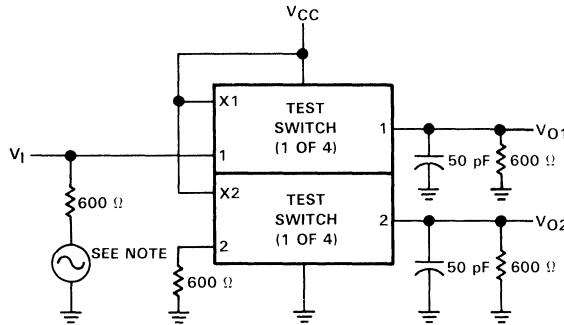 VCC
X1
TEST
SWITCH
(1 OF 4)
1
VO1
VI
1
50 pF
600 Ω
X2
600 Ω
TEST
SWITCH
(1 OF 4)
2
VO2
2
SEE NOTE
600 Ω
50 pF
600 Ω